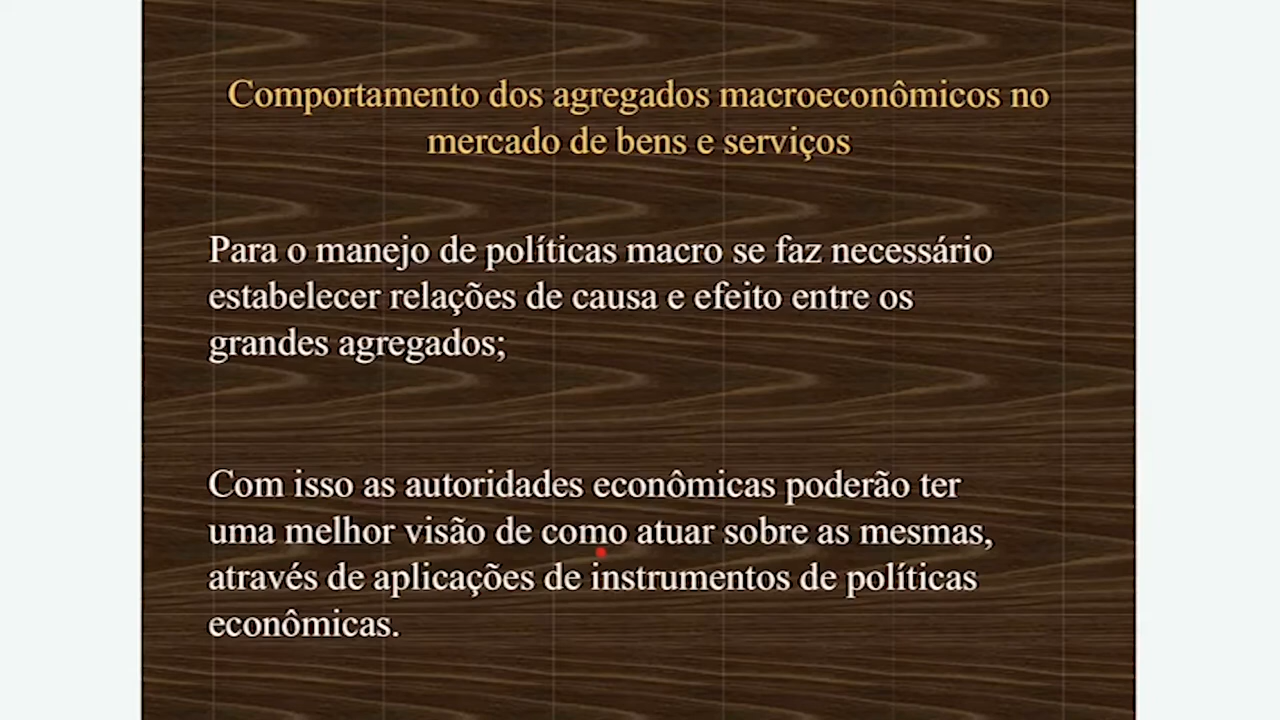 Comportamento dos agregados macroeconômicos no
mercado de bens e serviços
Para o manejo de políticas macro se faz necessário
estabelecer relações de causa e efeito entre os
grandes agregados;
Com isso as autoridades econômicas poderão ter
uma melhor visão de como atuar sobre as mesmas,
através de aplicações de instrumentos de políticas
econômicas.